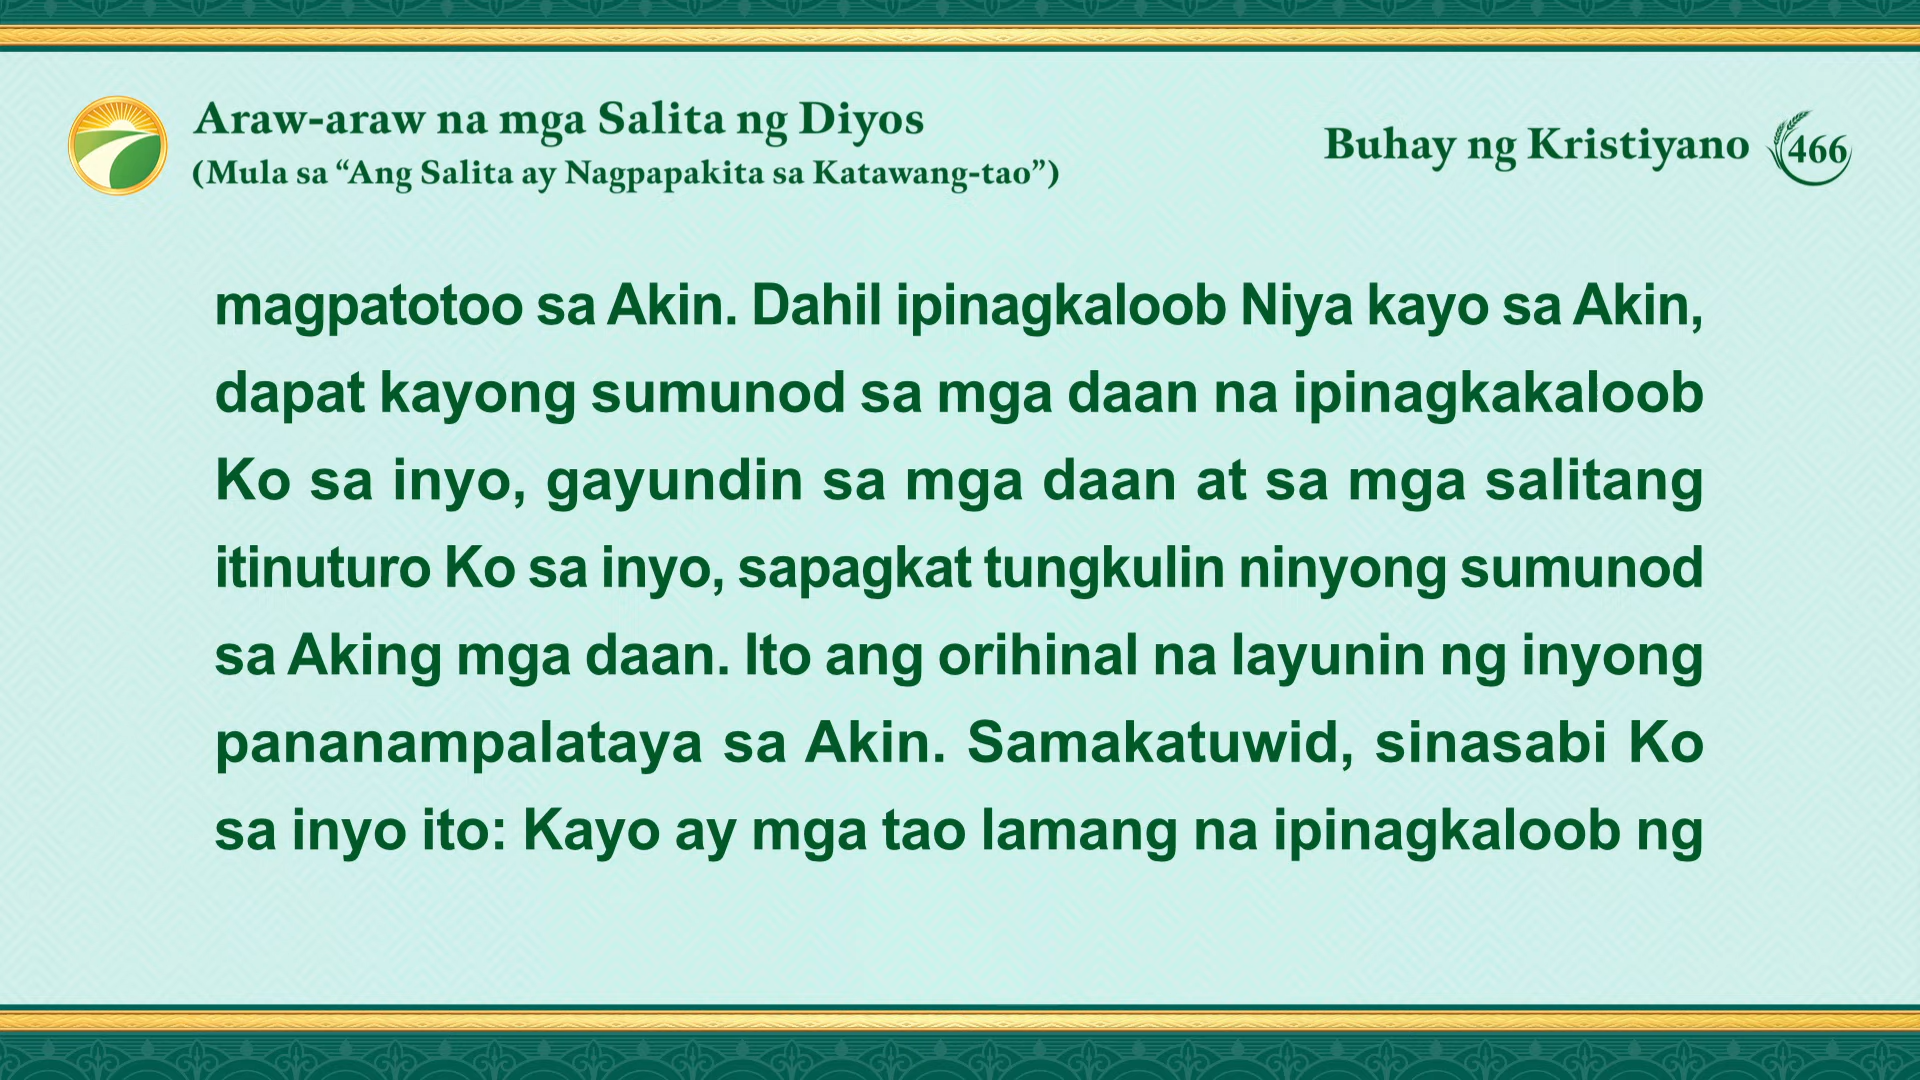 Araw-araw na mga Salita ng Diyos
(Mula sa “Ang Salita ay Nagpapakita sa Katawang-tao”)
Buhay ng Kristiyano 466
magpatotoo sa Akin. Dahil ipinagkaloob Niya kayo sa Akin,
dapat kayong sumunod sa mga daan na ipinagkakaloob
Ko sa inyo, gayundin sa mga daan at sa mga salitang
itinuturo Ko sa inyo, sapagkat tungkulin ninyong sumunod
sa Aking mga daan. Ito ang orihinal na layunin ng inyong
pananampalataya sa Akin. Samakatuwid, sinasabi Ko
sa inyo ito: Kayo ay mga tao lamang na ipinagkaloob ng